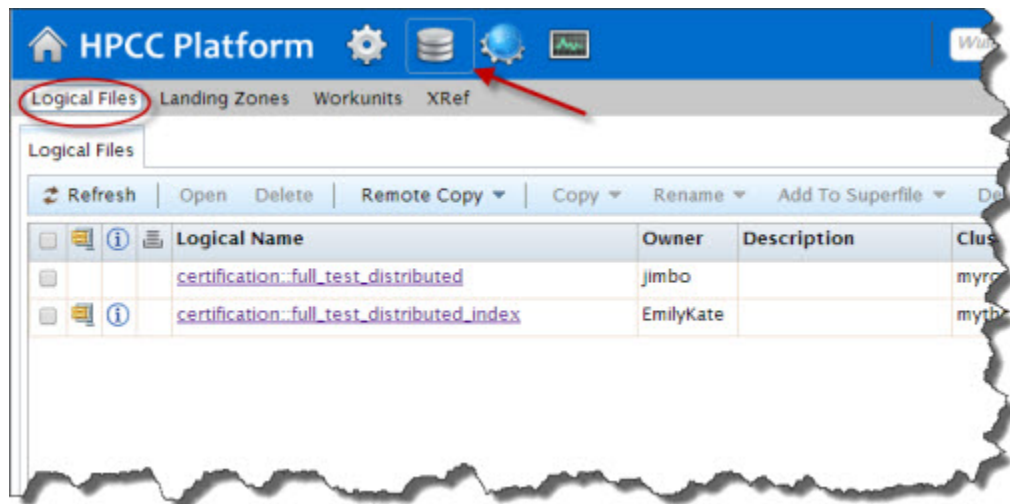 HPCC Platform
Logical Files Landing Zones Workunits XRef
Logical Files
Refresh Open Delete Remote Copy Copy Rename Add To Superfile
Logical Name Owner Description
certification::full_test_distributed jimbo
certification::full_test_distributed_index EmilyKate